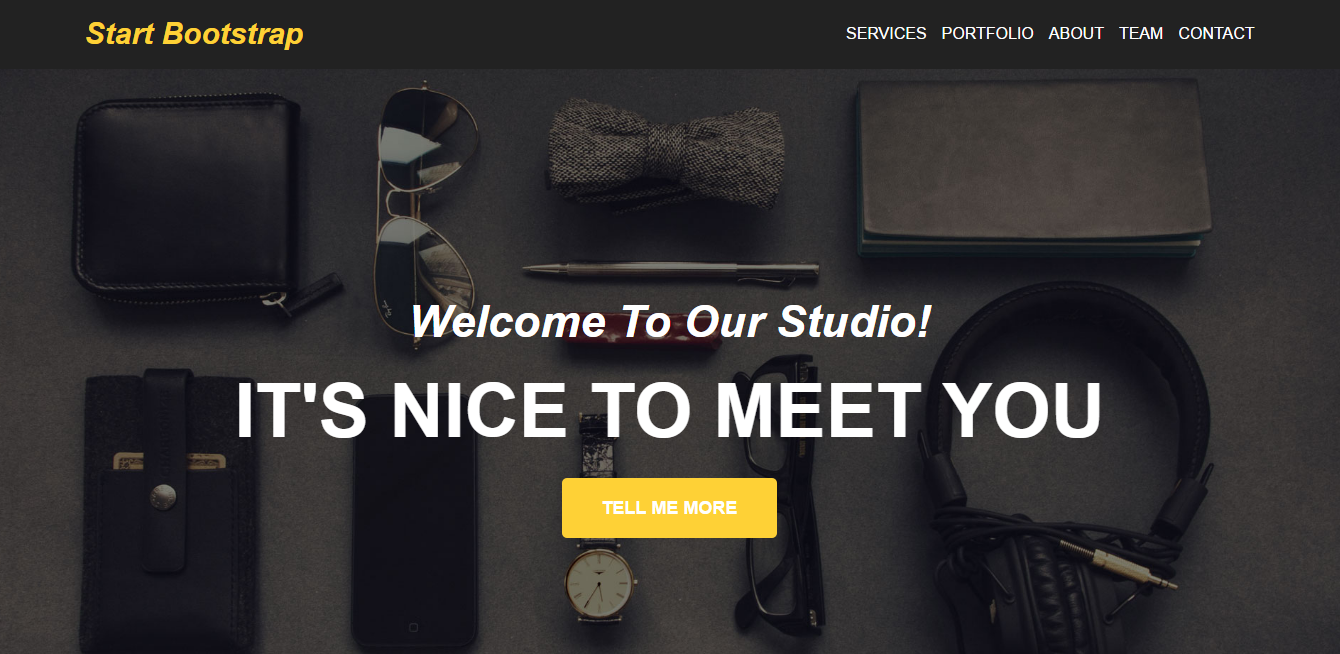 Start Bootstrap
SERVICES PORTFOLIO ABOUT TEAM CONTACT
Welcome To Our Studio!
IT'S NICE TO MEET YOU
TELL ME MORE